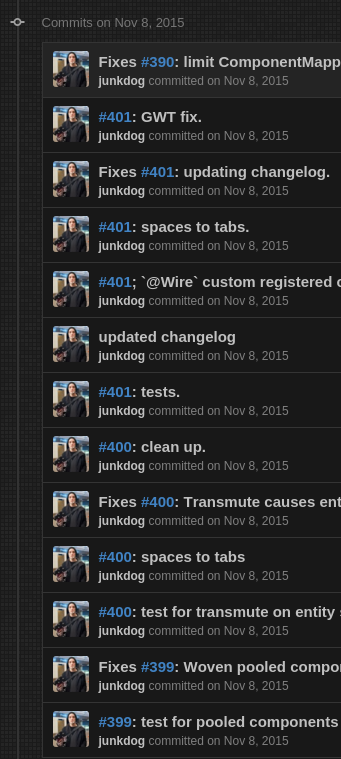 Commits on Nov 8, 2015
Fixes #390: limit ComponentMapp
junkdog committed on Nov 8, 2015
#401: GWT fix.
junkdog committed on Nov 8, 2015
Fixes #401: updating changelog.
junkdog committed on Nov 8, 2015
#401: spaces to tabs.
junkdog committed on Nov 8, 2015
#401; `@Wire` custom registered
junkdog committed on Nov 8, 2015
updated changelog
junkdog committed on Nov 8, 2015
#401: tests.
junkdog committed on Nov 8, 2015
#400: clean up.
junkdog committed on Nov 8, 2015
Fixes #400: Transmute causes ent
junkdog committed on Nov 8, 2015
#400: spaces to tabs
junkdog committed on Nov 8, 2015
#400: test for transmute on entity
junkdog committed on Nov 8, 2015
Fixes #399: Woven pooled compo
junkdog committed on Nov 8, 2015
#399: test for pooled components
junkdog committed on Nov 8, 2015